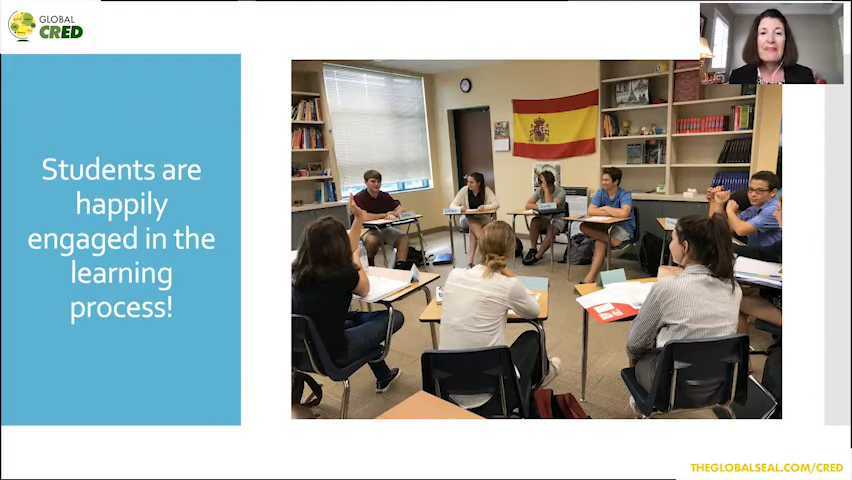 GLOBAL
CRED
Students are
happily
engaged in the
learning
process!
THEGLOBALSEAL.COM/CRED